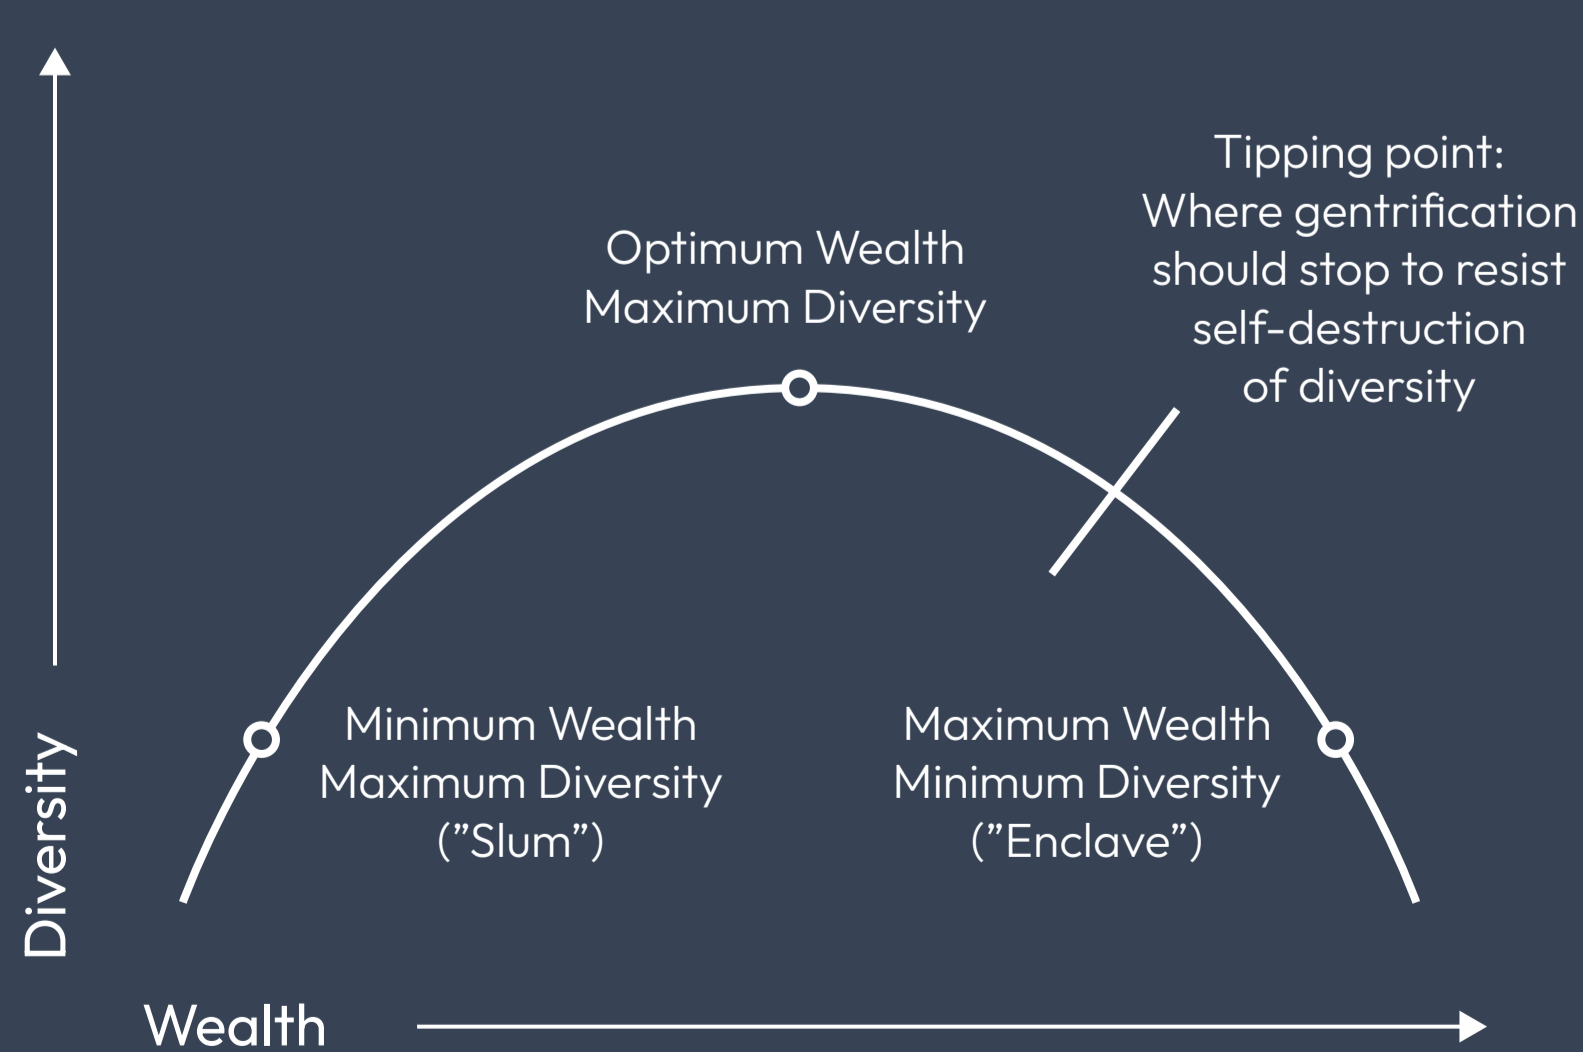 Tipping point:
Where gentrification
should stop to resist
self-destruction
of diversity
Optimum Wealth
Maximum Diversity
Minimum Wealth
Maximum Diversity
(”Slum”)
Maximum Wealth
Minimum Diversity
(”Enclave”)
Diversity
Wealth